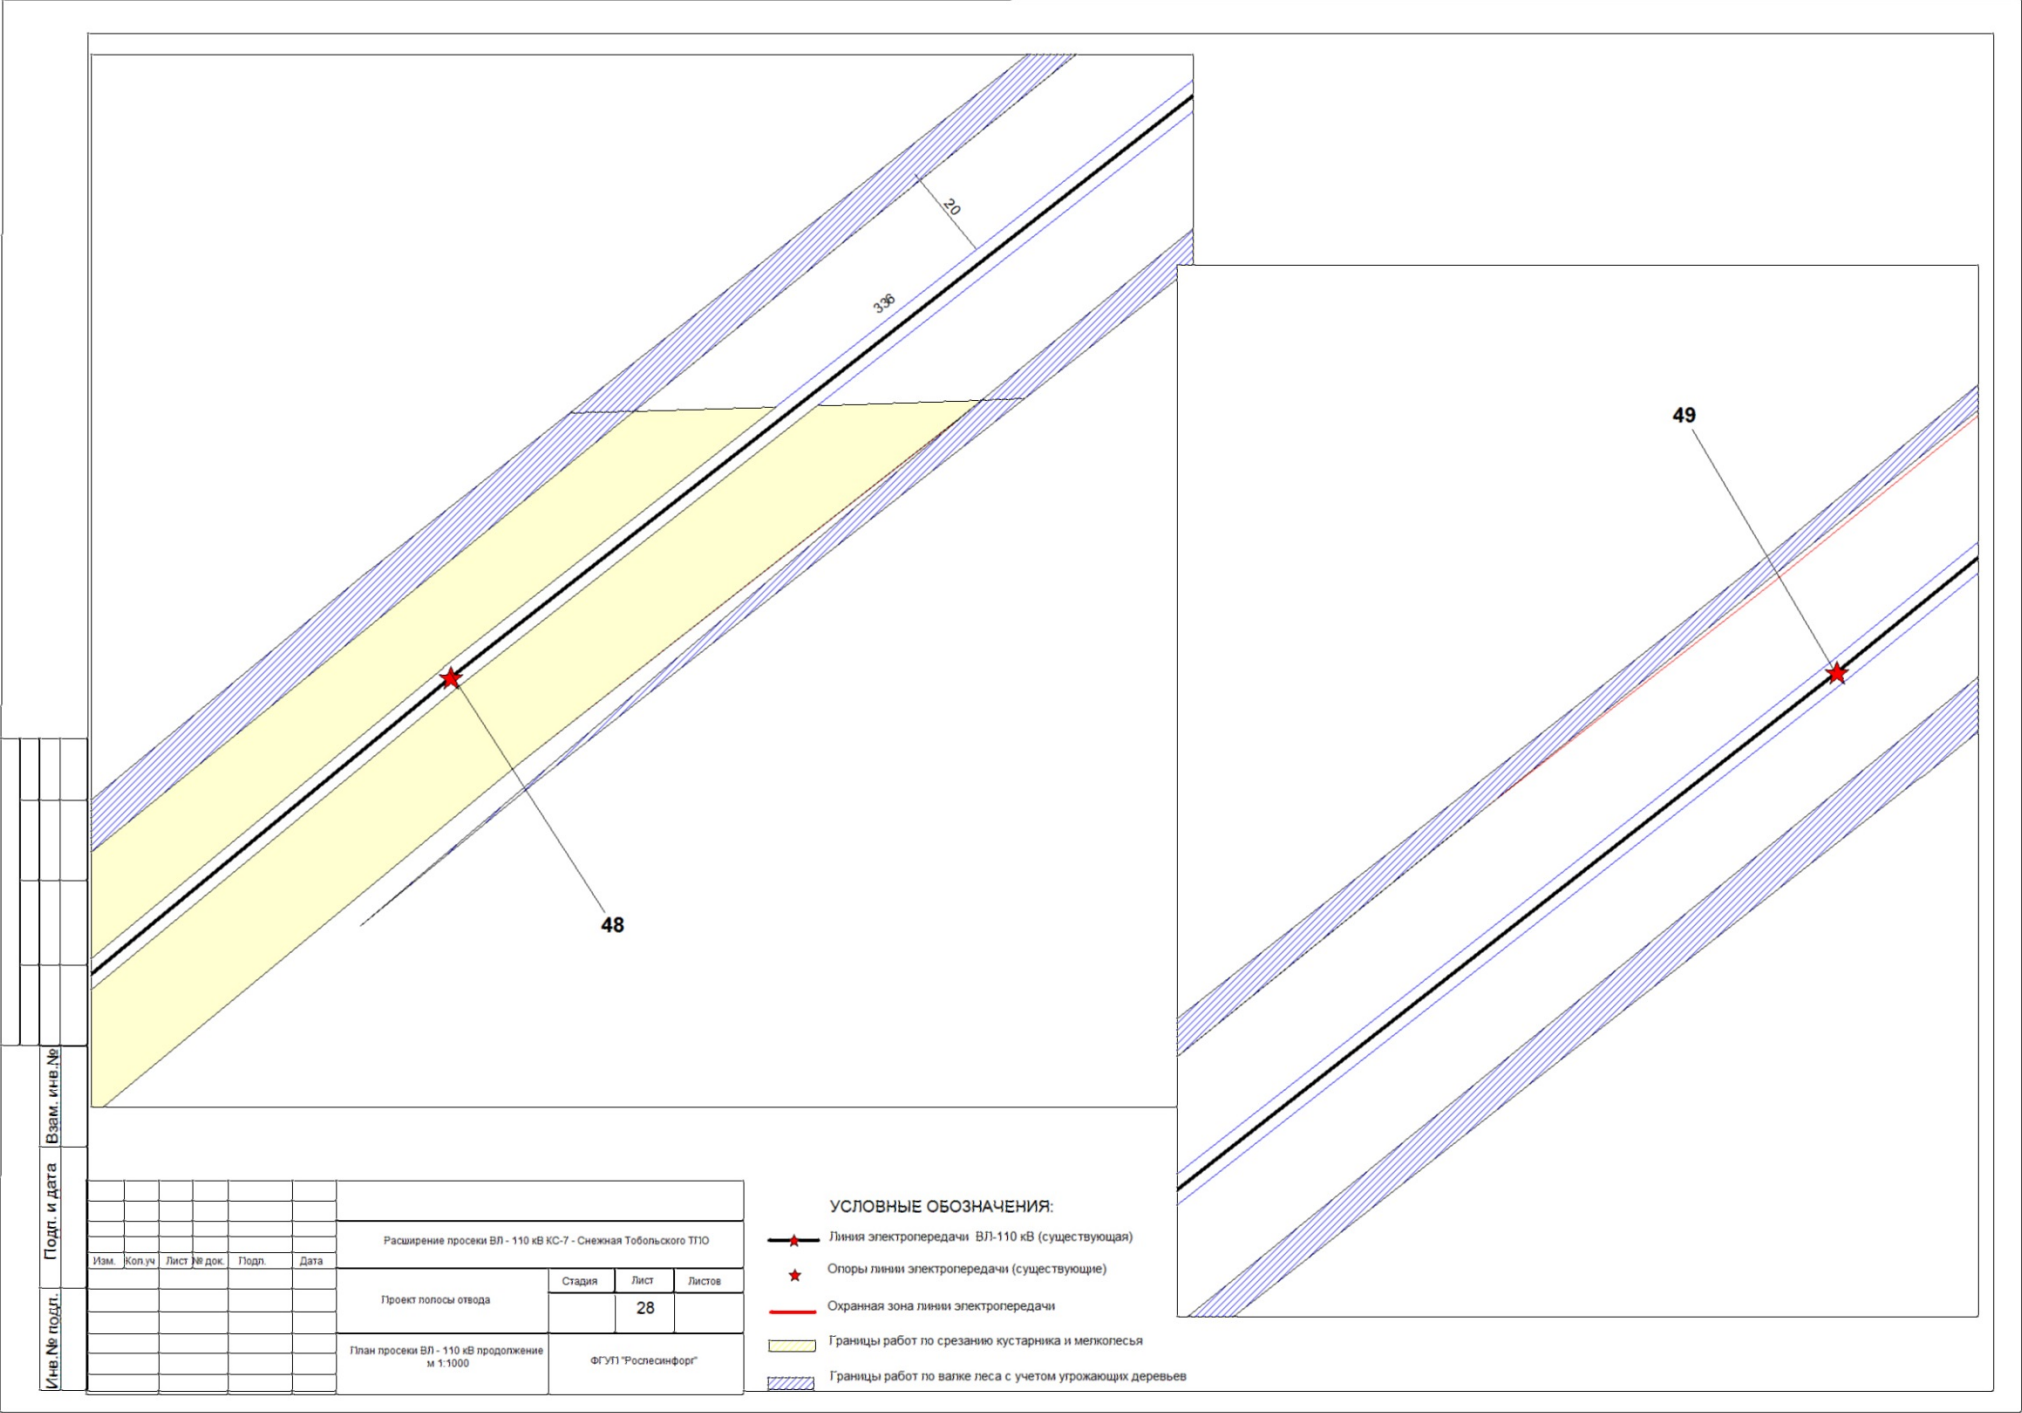 20
336
49
48
Взам. инв.№
Подп. и дата
Инв.№ подл.
Изм. Кол.уч Лист № док. Подп. Дата
Расширение просеки ВЛ - 110 кВ КС-7 - Снежная Тобольского ТПО
Проект полосы отвода
Стадия Лист Листов
28
План просеки ВЛ - 110 кВ продолжение
м 1:1000
ФГУП "Рослесинфорг"
УСЛОВНЫЕ ОБОЗНАЧЕНИЯ:
Линия электропередачи ВЛ-110 кВ (существующая)
Опоры линии электропередачи (существующие)
Охранная зона линии электропередачи
Границы работ по срезанию кустарника и мелколесья
Границы работ по валке леса с учетом угрожающих деревьев